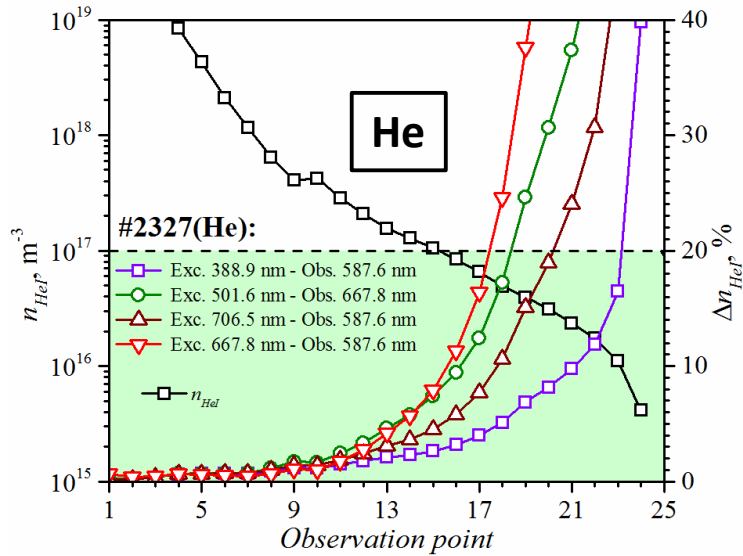 10^19
10^18
10^17
10^16
10^15
n_HeI, m^-3
40
30
20
10
0
Δn_HeI, %
He
#2327(He):
Exc. 388.9 nm - Obs. 587.6 nm
Exc. 501.6 nm - Obs. 667.8 nm
Exc. 706.5 nm - Obs. 587.6 nm
Exc. 667.8 nm - Obs. 587.6 nm
n_HeI
1 5 9 13 17 21 25
Observation point